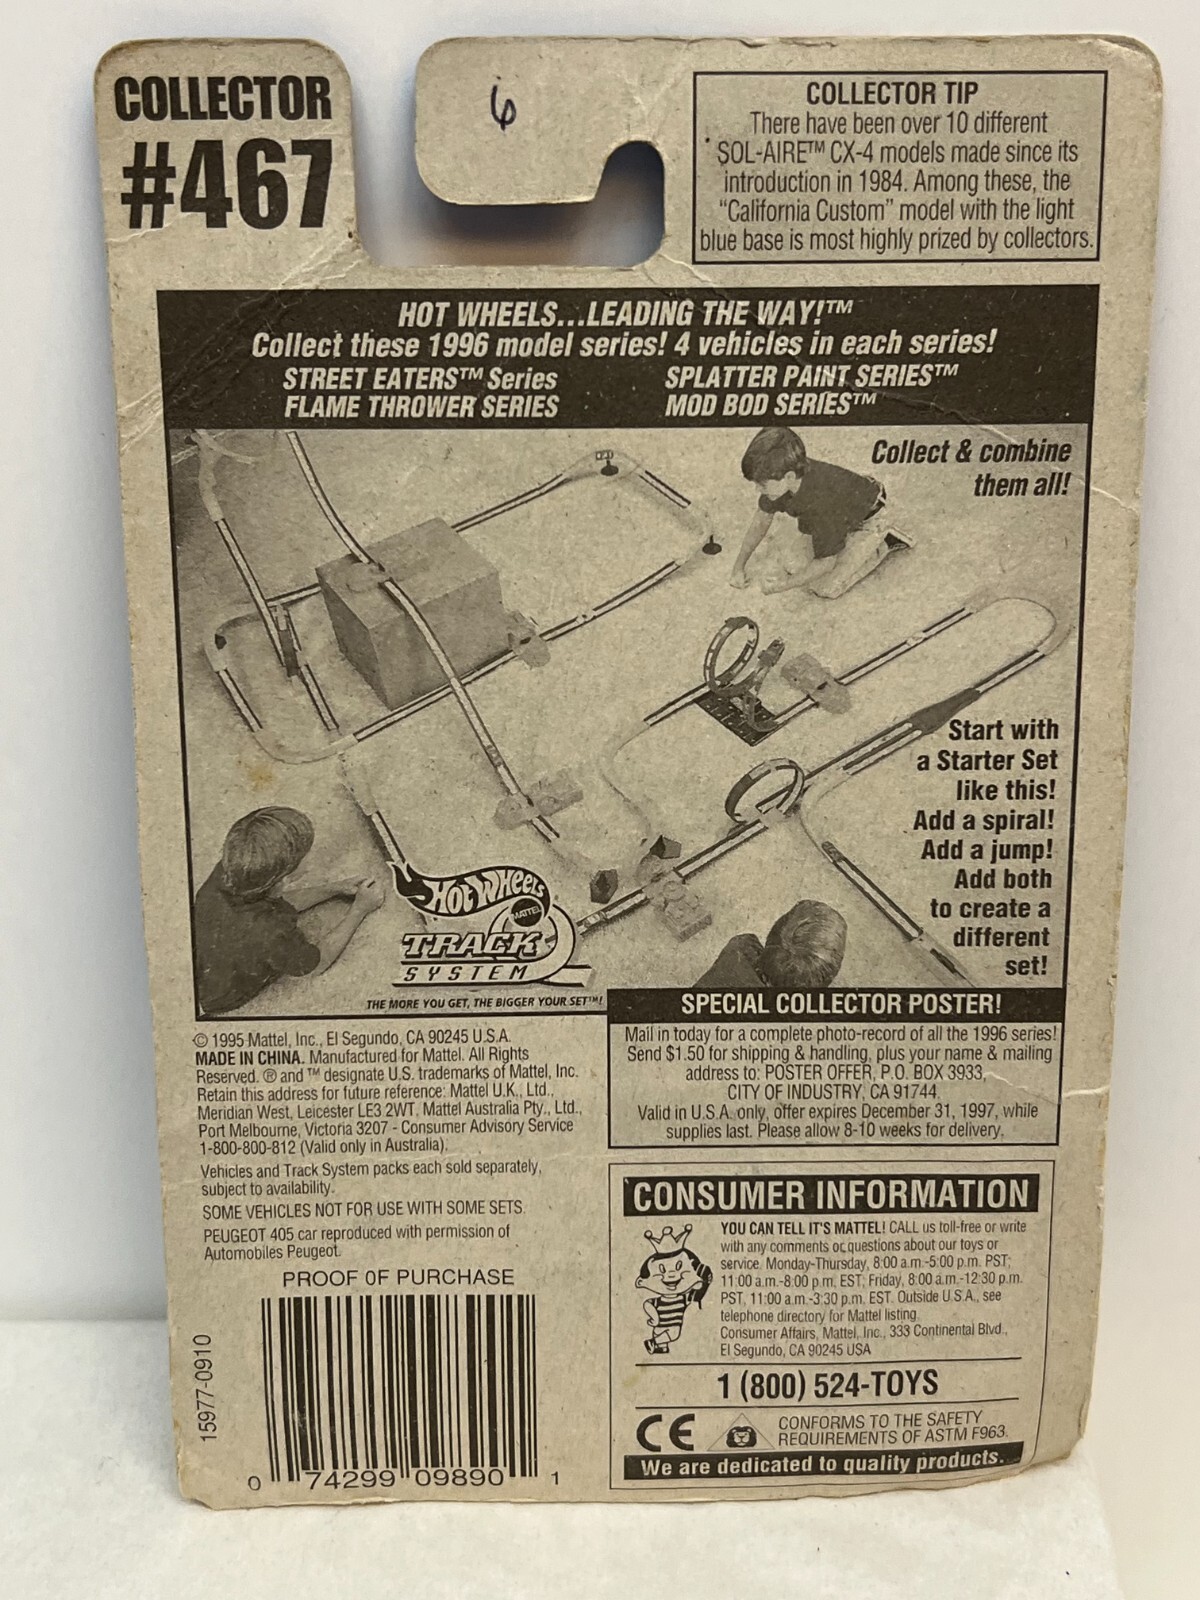 COLLECTOR
#467
6
COLLECTOR TIP
There have been over 10 different
SOL-AIRE™ CX-4 models made since its
introduction in 1984. Among these, the
“California Custom” model with the light
blue base is most highly prized by collectors.
HOT WHEELS...LEADING THE WAY!™
Collect these 1996 model series! 4 vehicles in each series!
STREET EATERS™ Series
FLAME THROWER SERIES
SPLATTER PAINT SERIES™
MOD BOD SERIES™
Collect & combine
them all!
Start with
a Starter Set
like this!
Add a spiral!
Add a jump!
Add both
to create a
different
set!
HOT WHEELS
MATTEL
TRACK
SYSTEM
THE MORE YOU GET, THE BIGGER YOUR SET™!
© 1995 Mattel, Inc., El Segundo, CA 90245 U.S.A.
MADE IN CHINA. Manufactured for Mattel. All Rights
Reserved. ® and ™ designate U.S. trademarks of Mattel, Inc.
Retain this address for future reference: Mattel U.K., Ltd.,
Meridian West, Leicester LE3 2WT. Mattel Australia Pty., Ltd.,
Port Melbourne, Victoria 3207 - Consumer Advisory Service
1-800-800-812 (Valid only in Australia).
Vehicles and Track System packs each sold separately,
subject to availability.
SOME VEHICLES NOT FOR USE WITH SOME SETS.
PEUGEOT 405 car reproduced with permission of
Automobiles Peugeot.
PROOF OF PURCHASE
15977-0910
0 74299 09890 1
SPECIAL COLLECTOR POSTER!
Mail in today for a complete photo-record of all the 1996 series!
Send $1.50 for shipping & handling, plus your name & mailing
address to: POSTER OFFER, P.O. BOX 3933,
CITY OF INDUSTRY, CA 91744.
Valid in U.S.A. only, offer expires December 31, 1997, while
supplies last. Please allow 8-10 weeks for delivery.
CONSUMER INFORMATION
YOU CAN TELL IT'S MATTEL! CALL us toll-free or write
with any comments or questions about our toys or
service. Monday-Thursday, 8:00 a.m.-5:00 p.m. PST;
11:00 a.m.-8:00 p.m. EST; Friday, 8:00 a.m.-12:30 p.m.
PST, 11:00 a.m.-3:30 p.m. EST. Outside U.S.A., see
telephone directory for Mattel listing.
Consumer Affairs, Mattel, Inc., 333 Continental Blvd.,
El Segundo, CA 90245 USA
1 (800) 524-TOYS
CE
CONFORMS TO THE SAFETY
REQUIREMENTS OF ASTM F963.
We are dedicated to quality products.